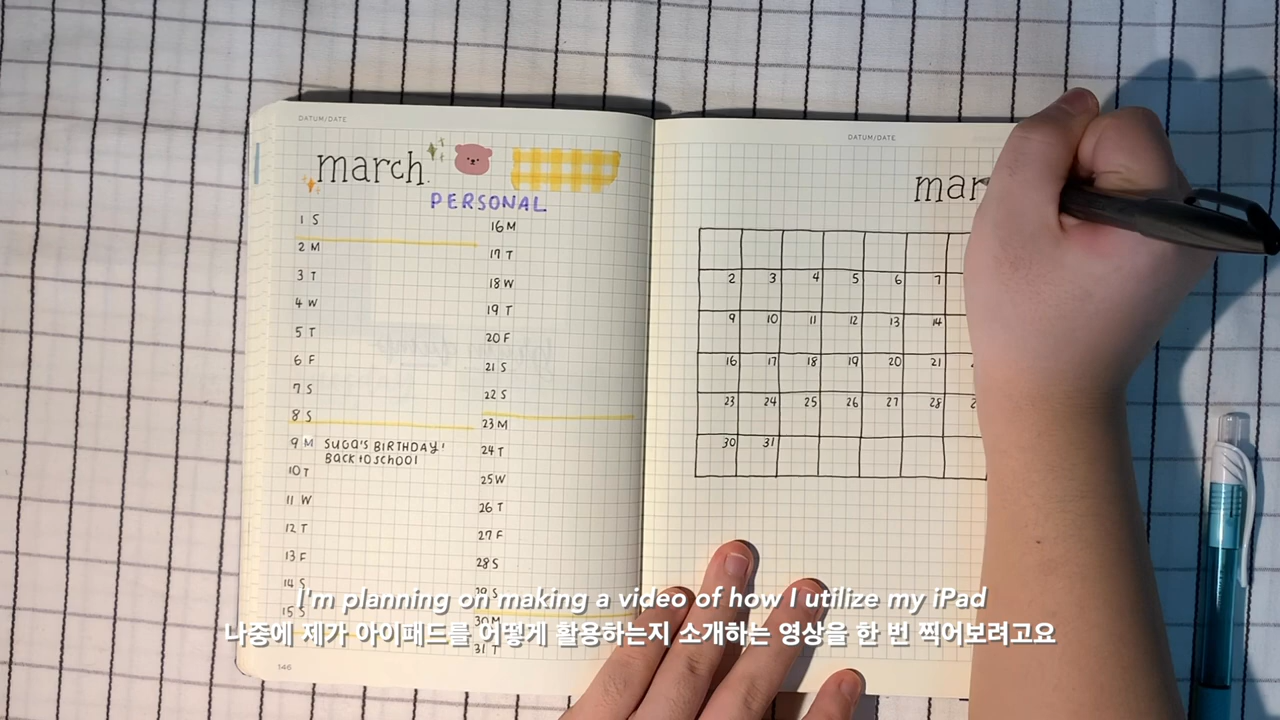 DATUM/DATE
march.
PERSONAL
1 S
2 M
3 T
4 W
5 T
6 F
7 S
8 S
9 M SUGA'S BIRTHDAY!
BACK TO SCHOOL
10 T
11 W
12 T
13 F
14 S
15 S
16 M
17 T
18 W
19 T
20 F
21 S
22 S
23 M
24 T
25 W
26 T
27 F
28 S
29 S
30 M
31 T
146
DATUM/DATE
mar
2 3 4 5 6 7
9 10 11 12 13 14
16 17 18 19 20 21
23 24 25 26 27 28
30 31
I'm planning on making a video of how I utilize my iPad
나중에 제가 아이패드를 어떻게 활용하는지 소개하는 영상을 한 번 찍어보려고요